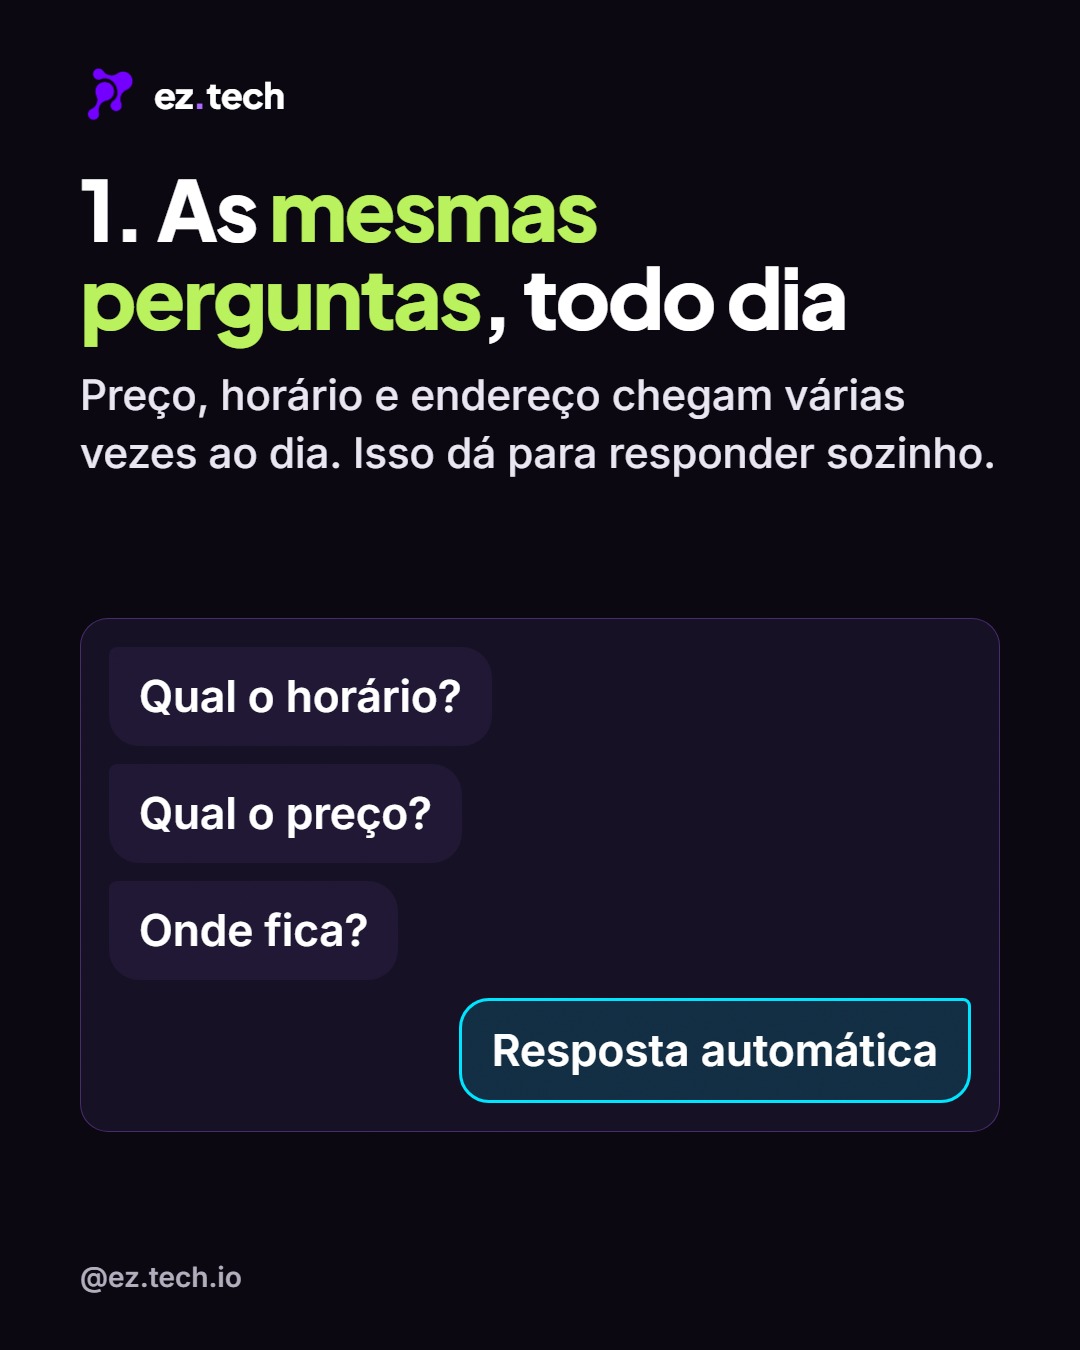 ez.tech
1. As mesmas
perguntas, todo dia
Preço, horário e endereço chegam várias
vezes ao dia. Isso dá para responder sozinho.
Qual o horário?
Qual o preço?
Onde fica?
Resposta automática
@ez.tech.io